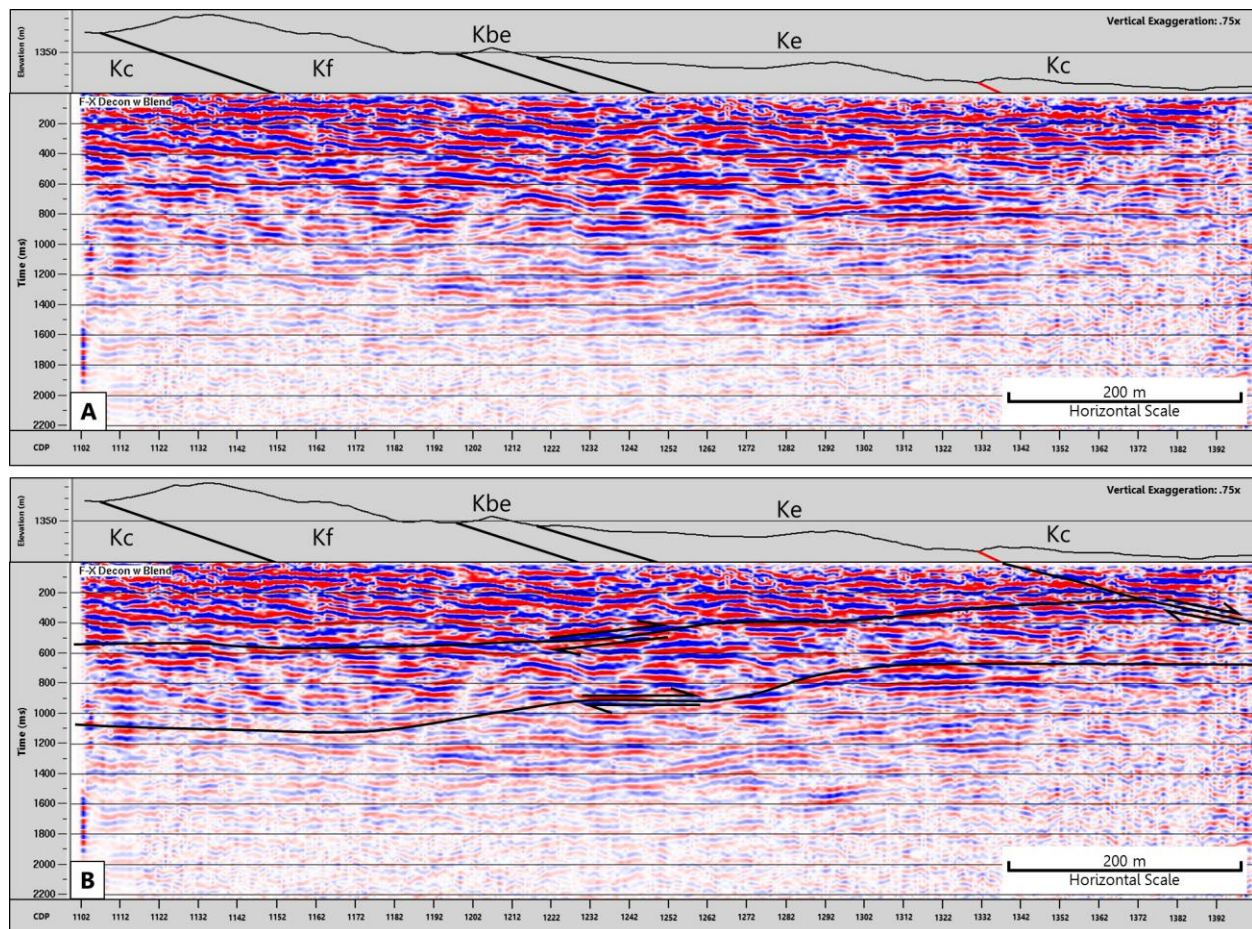 Vertical Exaggeration: .75x
Elevation (m)
1350
Kc
Kf
Kbe
Ke
Kc
F-X Decon w Blend
Time (ms)
200
400
600
800
1000
1200
1400
1600
1800
2000
2200
A
200 m
Horizontal Scale
CDP 1102 1112 1122 1132 1142 1152 1162 1172 1182 1192 1202 1212 1222 1232 1242 1252 1262 1272 1282 1292 1302 1312 1322 1332 1342 1352 1362 1372 1382 1392
Vertical Exaggeration: .75x
Elevation (m)
1350
Kc
Kf
Kbe
Ke
Kc
F-X Decon w Blend
Time (ms)
200
400
600
800
1000
1200
1400
1600
1800
2000
2200
B
200 m
Horizontal Scale
CDP 1102 1112 1122 1132 1142 1152 1162 1172 1182 1192 1202 1212 1222 1232 1242 1252 1262 1272 1282 1292 1302 1312 1322 1332 1342 1352 1362 1372 1382 1392